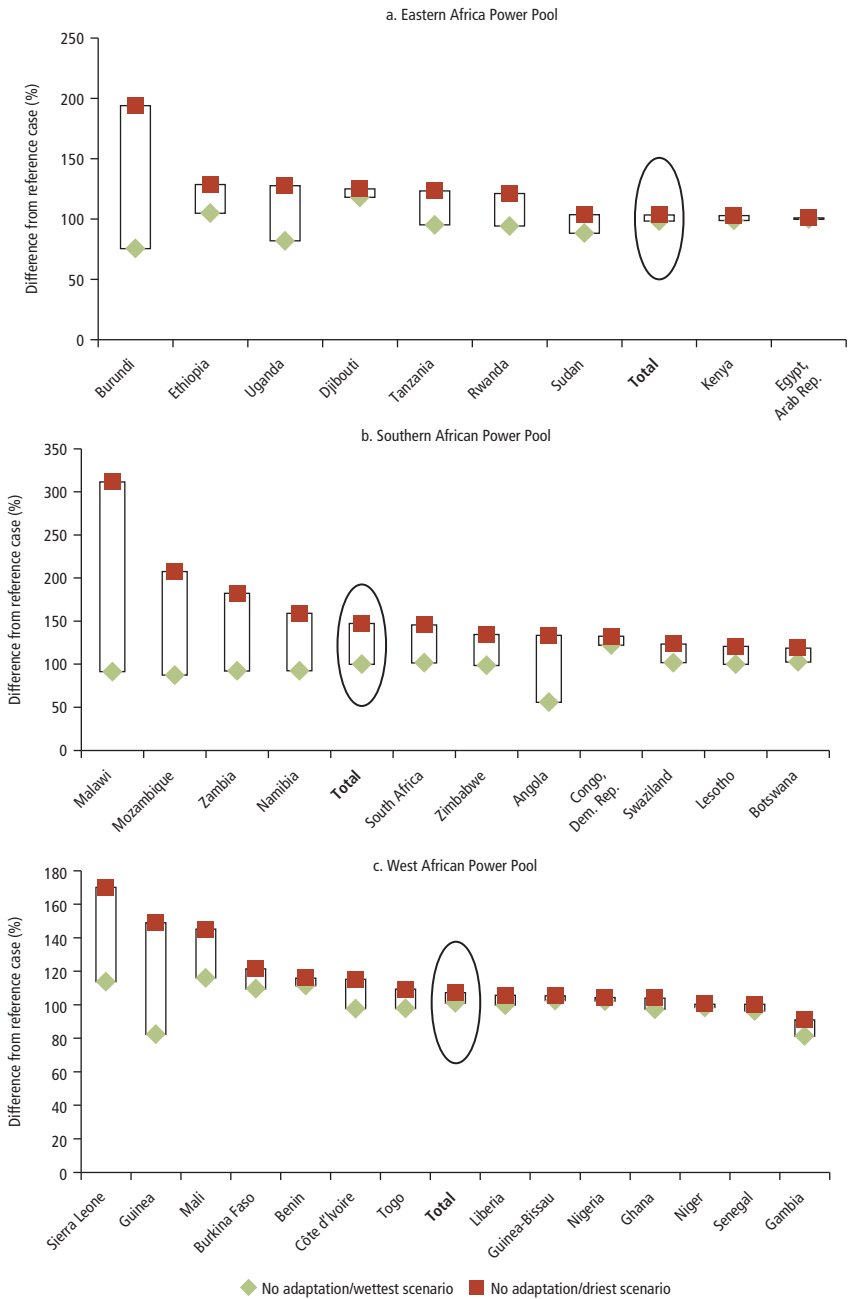 a. Eastern Africa Power Pool
Difference from reference case (%)
250
200
150
100
50
0
Burundi
Ethiopia
Uganda
Djibouti
Tanzania
Rwanda
Sudan
Total
Kenya
Egypt,
Arab Rep.
b. Southern African Power Pool
Difference from reference case (%)
350
300
250
200
150
100
50
0
Malawi
Mozambique
Zambia
Namibia
Total
South Africa
Zimbabwe
Angola
Congo,
Dem. Rep.
Swaziland
Lesotho
Botswana
c. West African Power Pool
Difference from reference case (%)
180
160
140
120
100
80
60
40
20
0
Sierra Leone
Guinea
Mali
Burkina Faso
Benin
Côte d'Ivoire
Togo
Total
Liberia
Guinea-Bissau
Nigeria
Ghana
Niger
Senegal
Gambia
No adaptation/wettest scenario
No adaptation/driest scenario